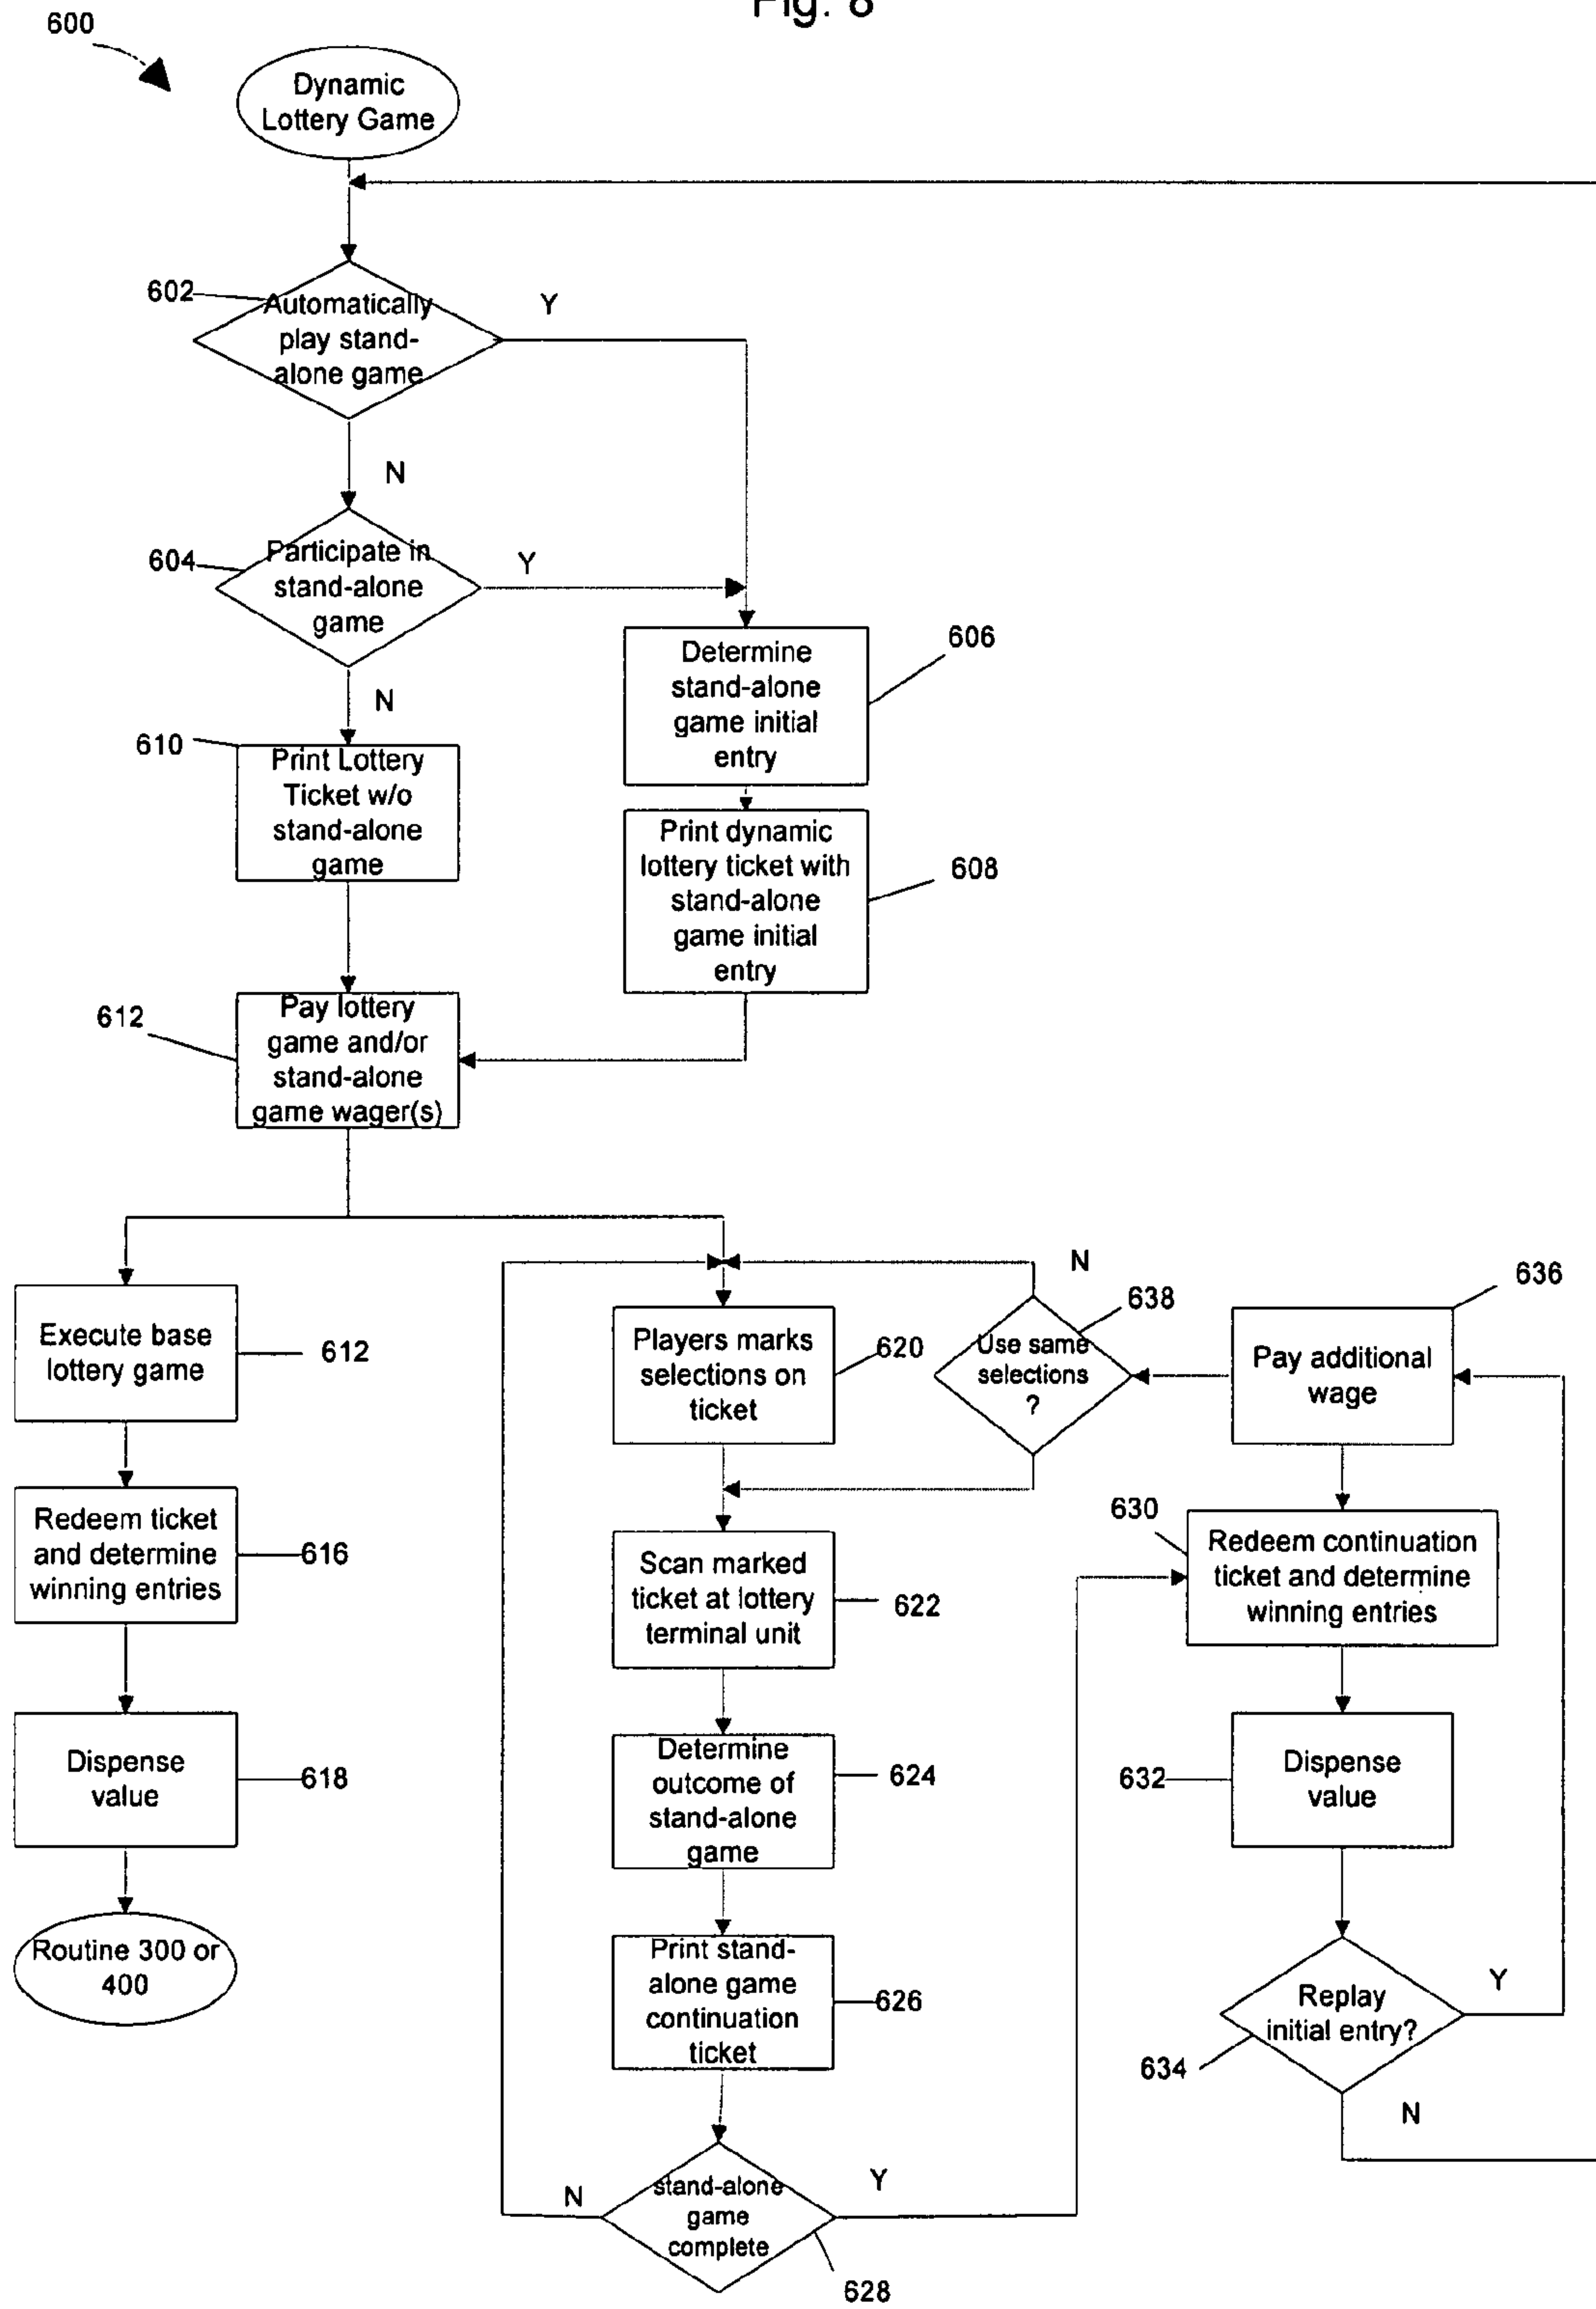 Fig. 8
600
Dynamic
Lottery Game
602
Automatically
play stand-
alone game
Y
N
604
Participate in
stand-alone
game
Y
N
606
Determine
stand-alone
game initial
entry
610
Print Lottery
Ticket w/o
stand-alone
game
608
Print dynamic
lottery ticket with
stand-alone
game initial
entry
612
Pay lottery
game and/or
stand-alone
game wager(s)
Execute base
lottery game
612
Redeem ticket
and determine
winning entries
616
Dispense
value
618
Routine 300 or
400
Players marks
selections on
ticket
620
N
638
Use same
selections
?
636
Pay additional
wage
Scan marked
ticket at lottery
terminal unit
622
630
Redeem continuation
ticket and determine
winning entries
Determine
outcome of
stand-alone
game
624
632
Dispense
value
Print stand-
alone game
continuation
ticket
626
Replay
initial entry?
Y
634
N
N
stand-alone
game
complete
Y
628